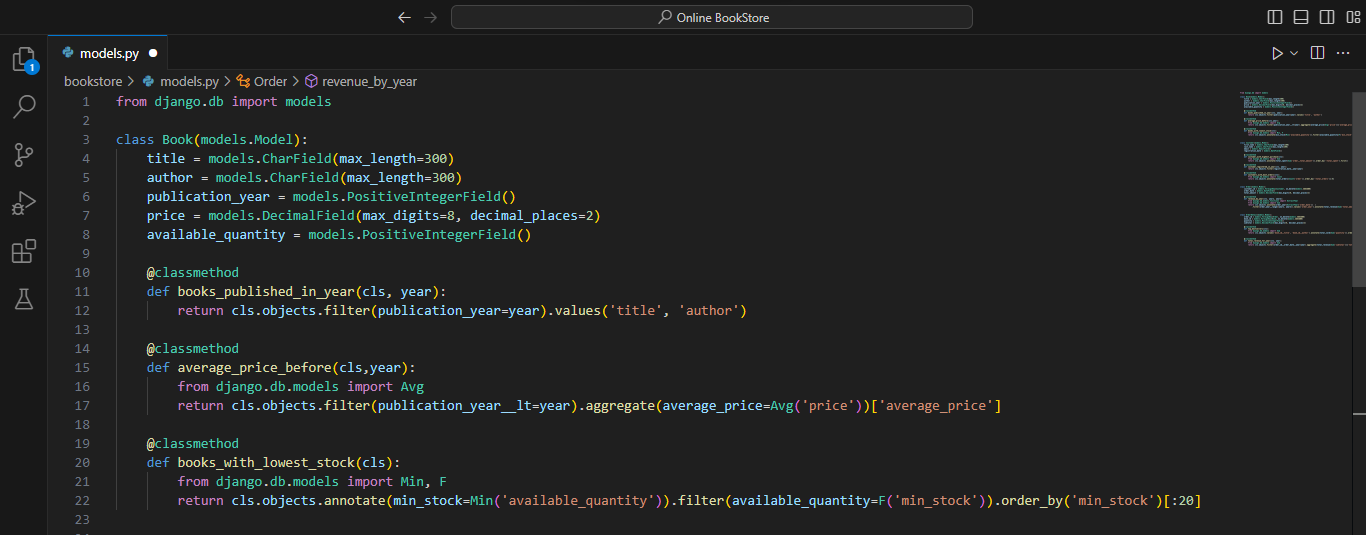 Online BookStore
models.py
1
bookstore > models.py > Order > revenue_by_year
1 from django.db import models
2
3 class Book(models.Model):
4     title = models.CharField(max_length=300)
5     author = models.CharField(max_length=300)
6     publication_year = models.PositiveIntegerField()
7     price = models.DecimalField(max_digits=8, decimal_places=2)
8     available_quantity = models.PositiveIntegerField()
9
10     @classmethod
11     def books_published_in_year(cls, year):
12         return cls.objects.filter(publication_year=year).values('title', 'author')
13
14     @classmethod
15     def average_price_before(cls,year):
16         from django.db.models import Avg
17         return cls.objects.filter(publication_year__lt=year).aggregate(average_price=Avg('price'))['average_price']
18
19     @classmethod
20     def books_with_lowest_stock(cls):
21         from django.db.models import Min, F
22         return cls.objects.annotate(min_stock=Min('available_quantity')).filter(available_quantity=F('min_stock')).order_by('min_stock')[:20]
23